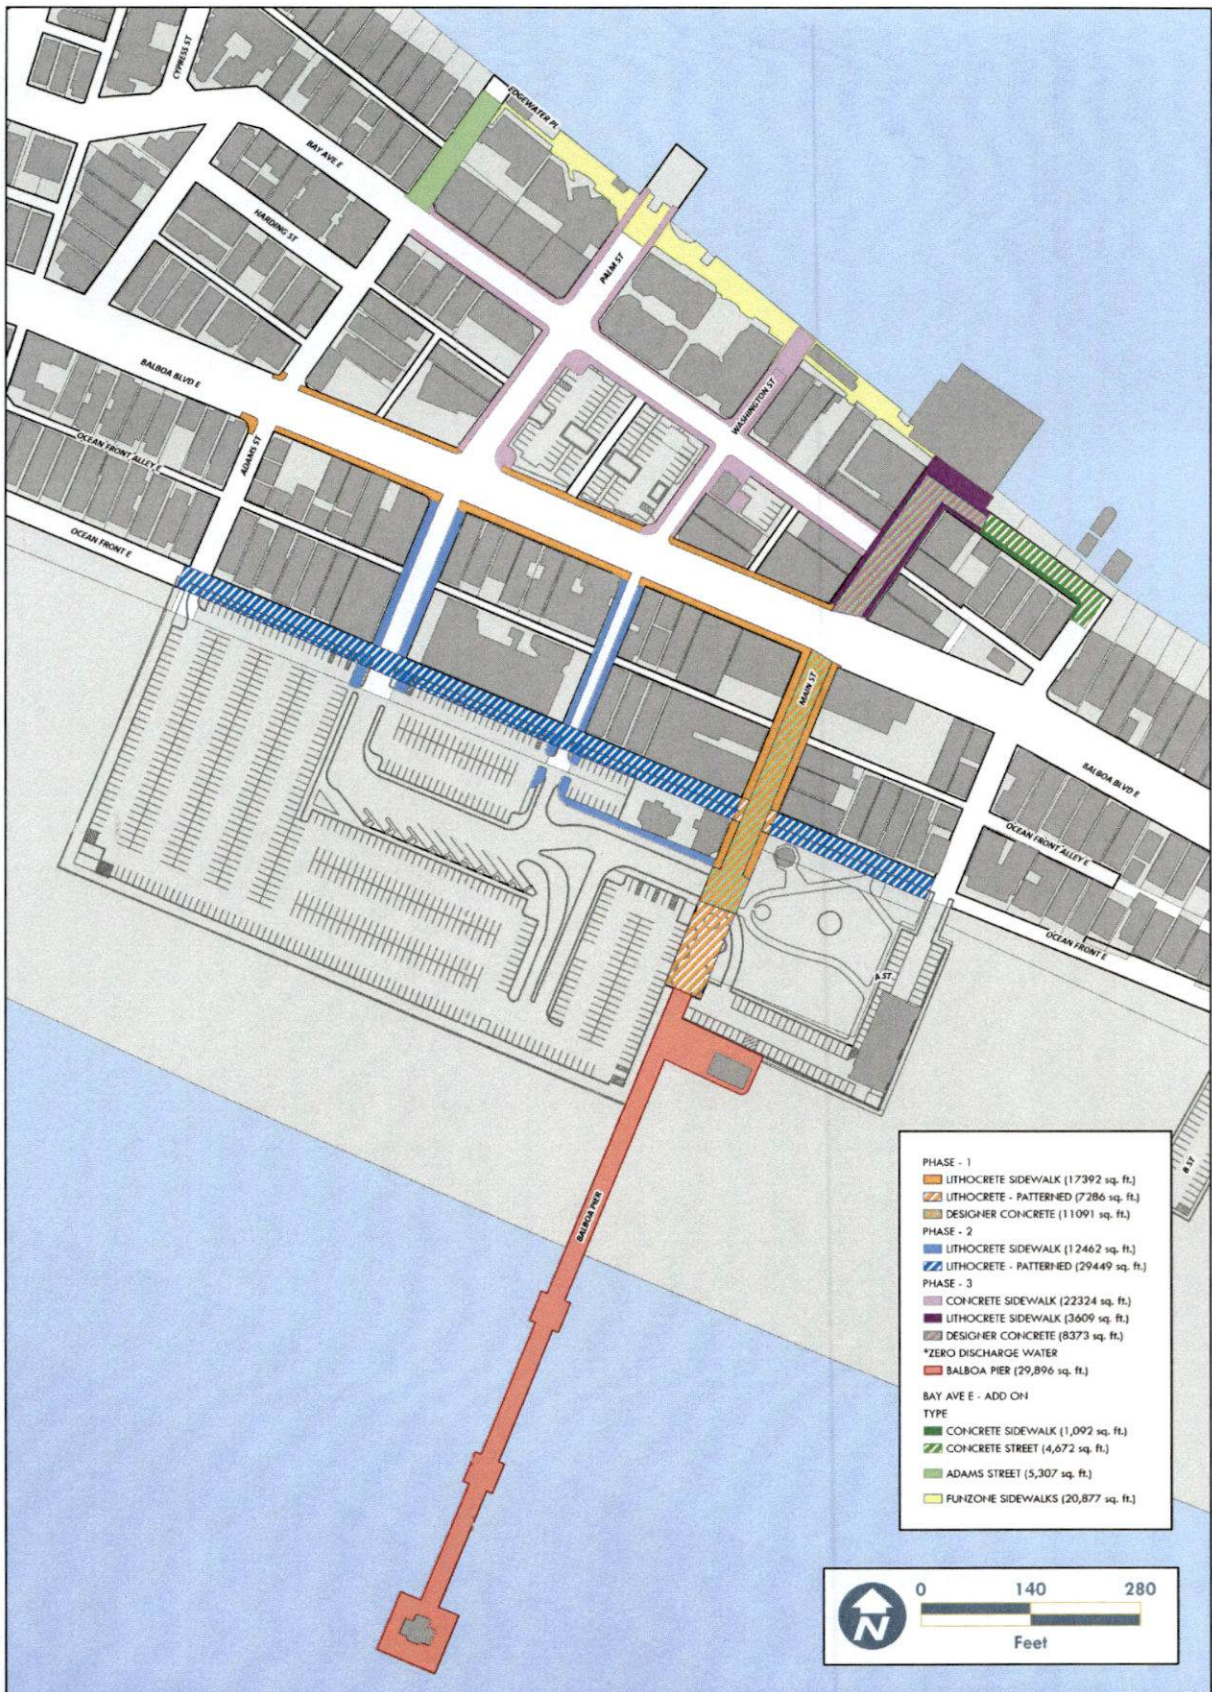 CYPRESS ST
EDGEWATER PL
BAY AVE E
HARDING ST
PALM ST
BALBOA BLVD E
WASHINGTON ST
OCEAN FRONT ALLEY E
ADAMS ST
OCEAN FRONT E
MAIN ST
BALBOA BLVD E
OCEAN FRONT ALLEY E
OCEAN FRONT E
A ST
B ST
BALBOA PIER
PHASE - 1
LITHOCRETE SIDEWALK (17392 sq. ft.)
LITHOCRETE - PATTERNED (7286 sq. ft.)
DESIGNER CONCRETE (11091 sq. ft.)
PHASE - 2
LITHOCRETE SIDEWALK (12462 sq. ft.)
LITHOCRETE - PATTERNED (29449 sq. ft.)
PHASE - 3
CONCRETE SIDEWALK (22324 sq. ft.)
LITHOCRETE SIDEWALK (3609 sq. ft.)
DESIGNER CONCRETE (8373 sq. ft.)
*ZERO DISCHARGE WATER
BALBOA PIER (29,896 sq. ft.)
BAY AVE E - ADD ON
TYPE
CONCRETE SIDEWALK (1,092 sq. ft.)
CONCRETE STREET (4,672 sq. ft.)
ADAMS STREET (5,307 sq. ft.)
FUNZONE SIDEWALKS (20,877 sq. ft.)
N
0 140 280
Feet